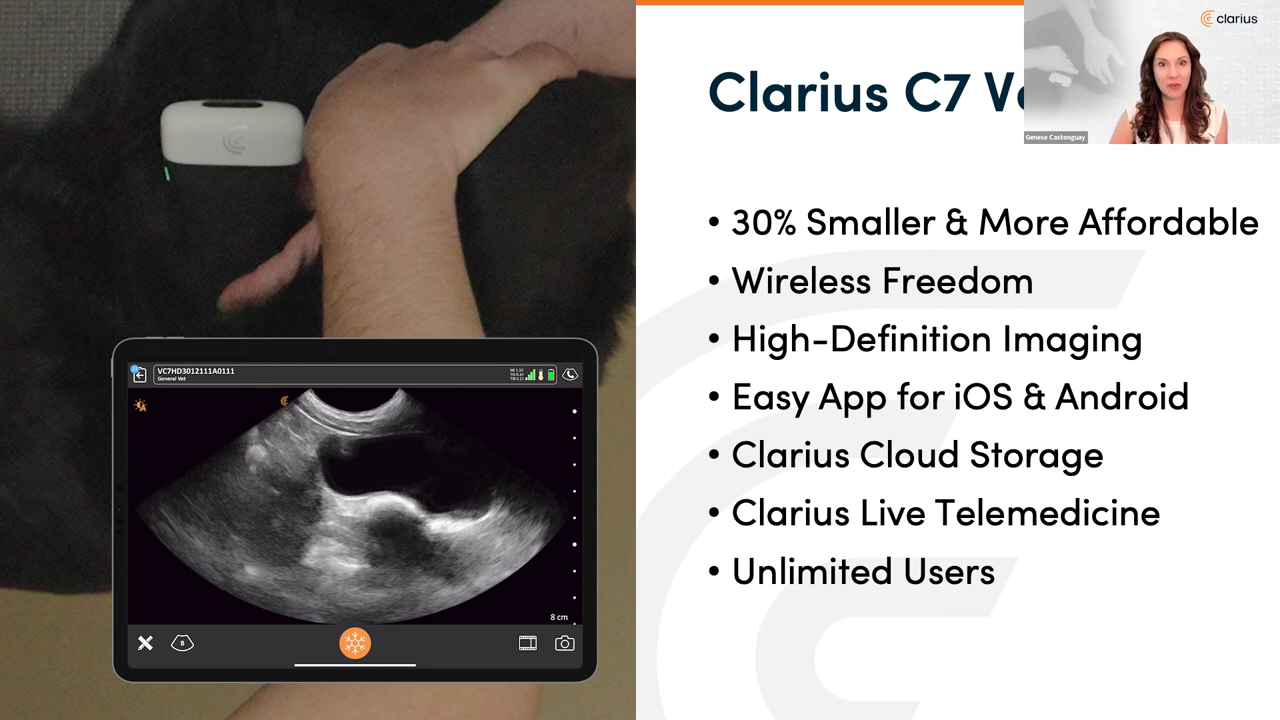 clarius
Clarius C7
Genese Castonguay
• 30% Smaller & More Affordable
• Wireless Freedom
• High-Definition Imaging
• Easy App for iOS & Android
• Clarius Cloud Storage
• Clarius Live Telemedicine
• Unlimited Users
VC7HD3012111A0111
General Vet
8 cm
B